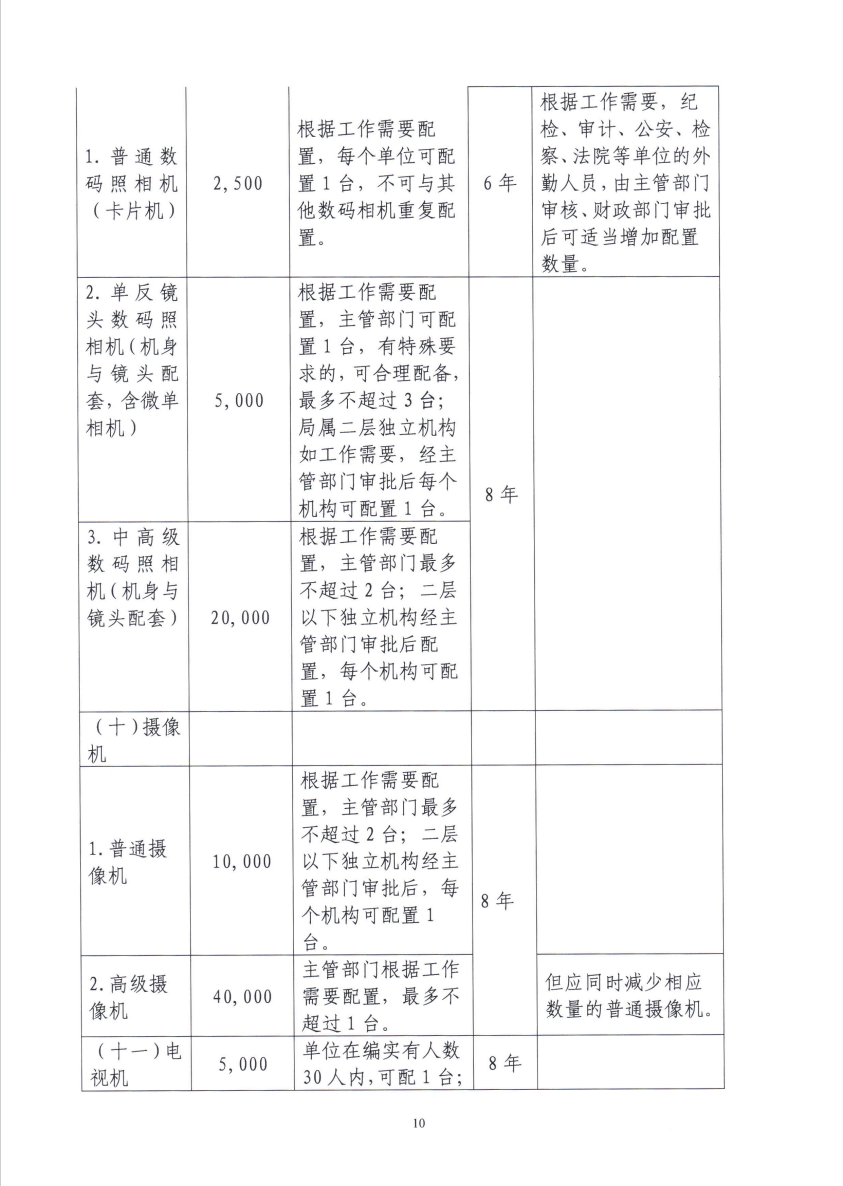 1. 普通数
码照相机
（卡片机）
2,500
根据工作需要配
置，每个单位可配
置 1 台，不可与其
他数码相机重复配
置。
6 年
根据工作需要，纪
检、审计、公安、检
察、法院等单位的外
勤人员，由主管部门
审核、财政部门审批
后可适当增加配置
数量。
2. 单反镜
头数码照
相机（机身
与镜头配
套，含微单
相机）
5,000
根据工作需要配
置，主管部门可配
置 1 台，有特殊要
求的，可合理配备，
最多不超过 3 台；
局属二层独立机构
如工作需要，经主
管部门审批后每个
机构可配置 1 台。
8 年
3. 中高级
数码照相
机（机身与
镜头配套）
20,000
根据工作需要配
置，主管部门最多
不超过 2 台；二层
以下独立机构经主
管部门审批后配
置，每个机构可配
置 1 台。
（十）摄像
机
1.普通摄
像机
10,000
根据工作需要配
置，主管部门最多
不超过 2 台；二层
以下独立机构经主
管部门审批后，每
个机构可配置 1
台。
8 年
2.高级摄
像机
40,000
主管部门根据工作
需要配置，最多不
超过 1 台。
但应同时减少相应
数量的普通摄像机。
（十一）电
视机
5,000
单位在编实有人数
30 人内，可配 1 台；
8 年
10